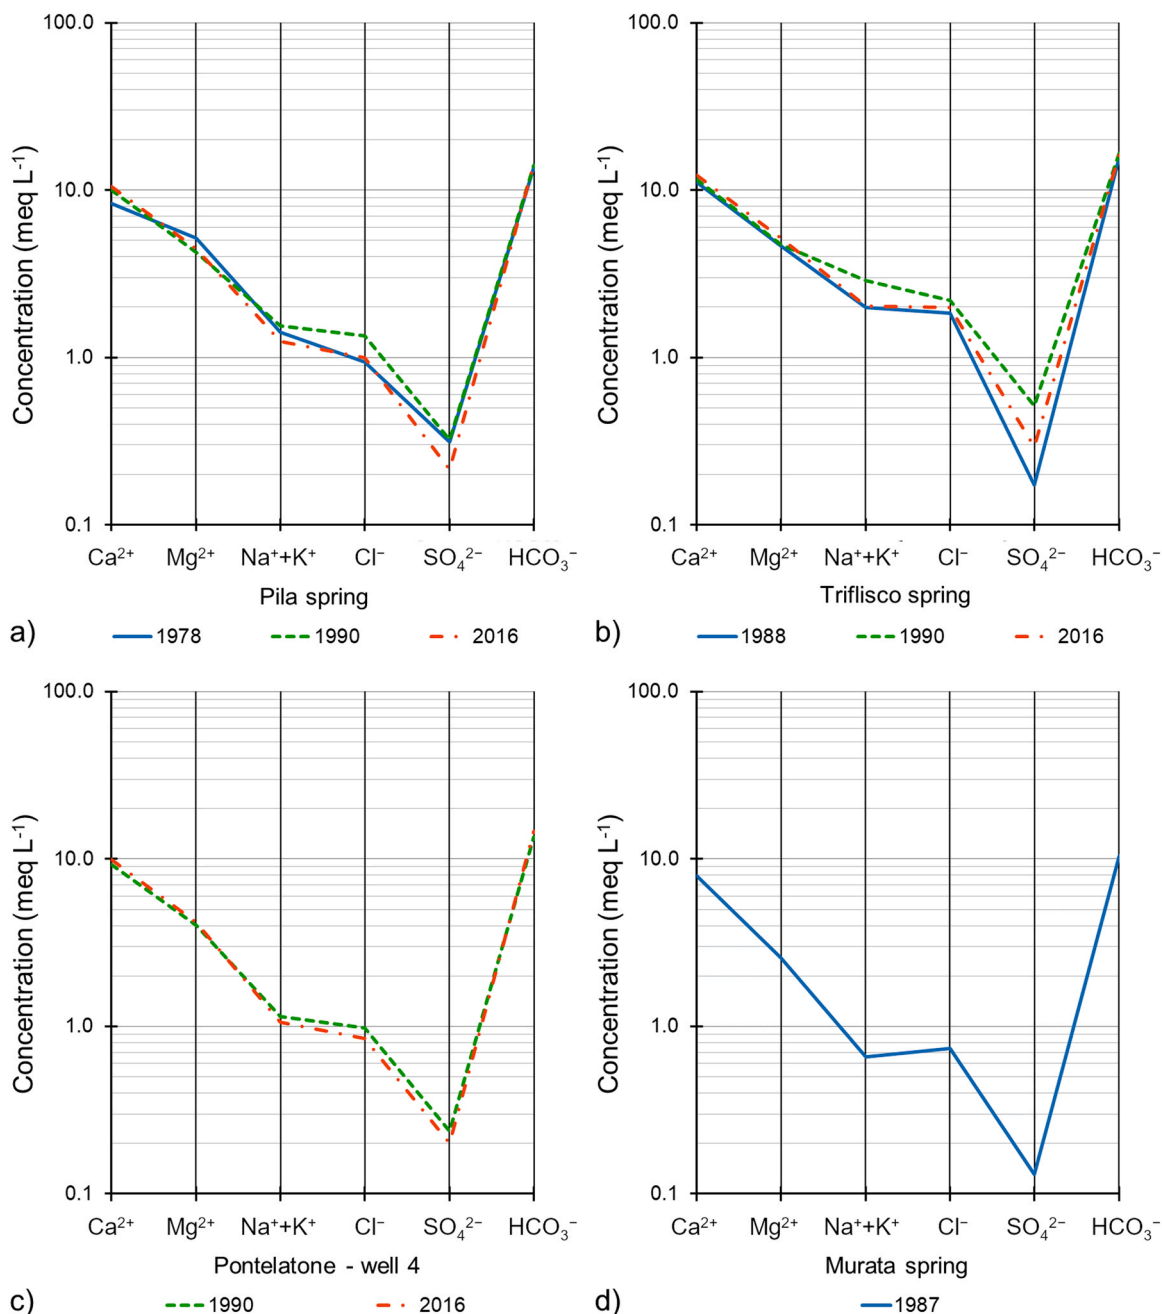 100.0
10.0
1.0
0.1
Concentration (meq L⁻¹)
Ca²⁺ Mg²⁺ Na⁺+K⁺ Cl⁻ SO₄²⁻ HCO₃⁻
Pila spring
a) 1978 1990 2016
100.0
10.0
1.0
0.1
Concentration (meq L⁻¹)
Ca²⁺ Mg²⁺ Na⁺+K⁺ Cl⁻ SO₄²⁻ HCO₃⁻
Triflisco spring
b) 1988 1990 2016
100.0
10.0
1.0
0.1
Concentration (meq L⁻¹)
Ca²⁺ Mg²⁺ Na⁺+K⁺ Cl⁻ SO₄²⁻ HCO₃⁻
Pontelatone - well 4
c) 1990 2016
100.0
10.0
1.0
0.1
Concentration (meq L⁻¹)
Ca²⁺ Mg²⁺ Na⁺+K⁺ Cl⁻ SO₄²⁻ HCO₃⁻
Murata spring
d) 1987